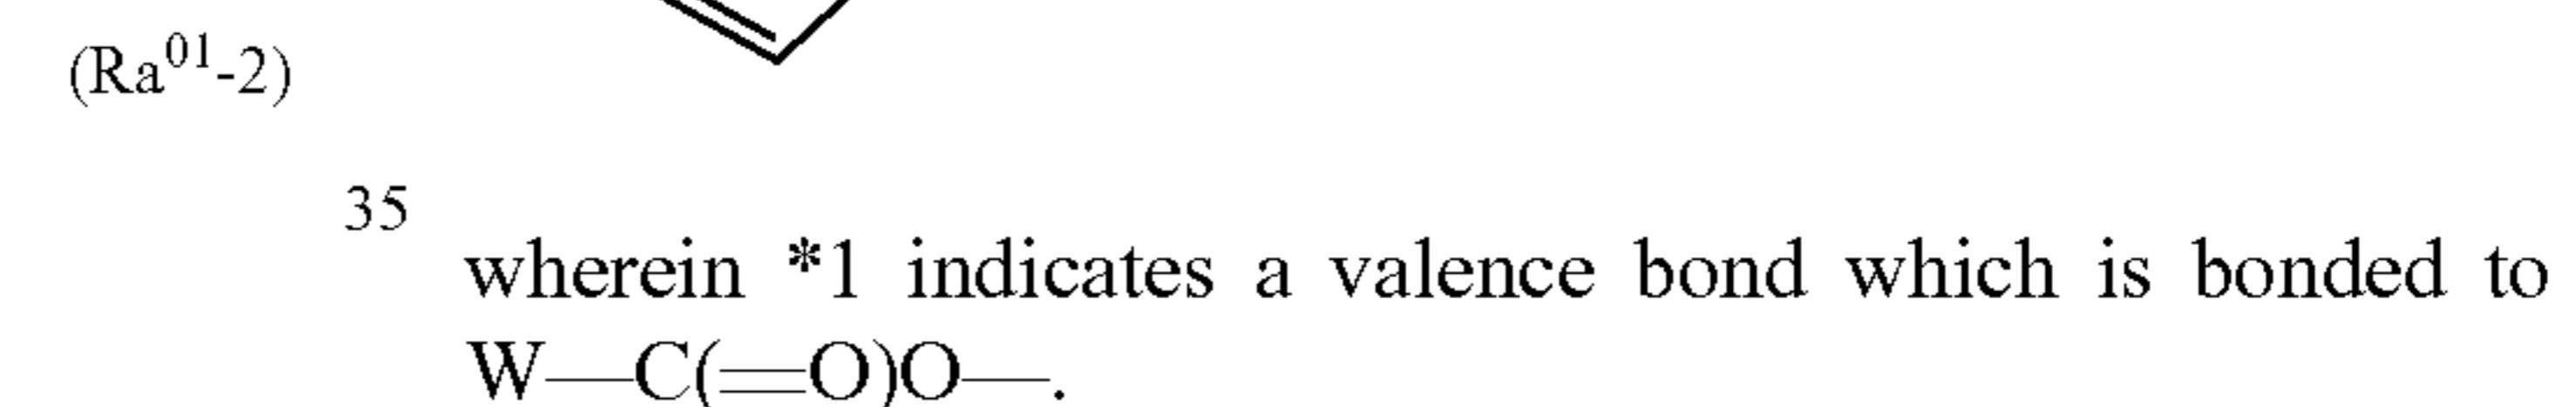 (Ra⁰¹-2)
35
wherein *1 indicates a valence bond which is bonded to
W—C(=O)O—.